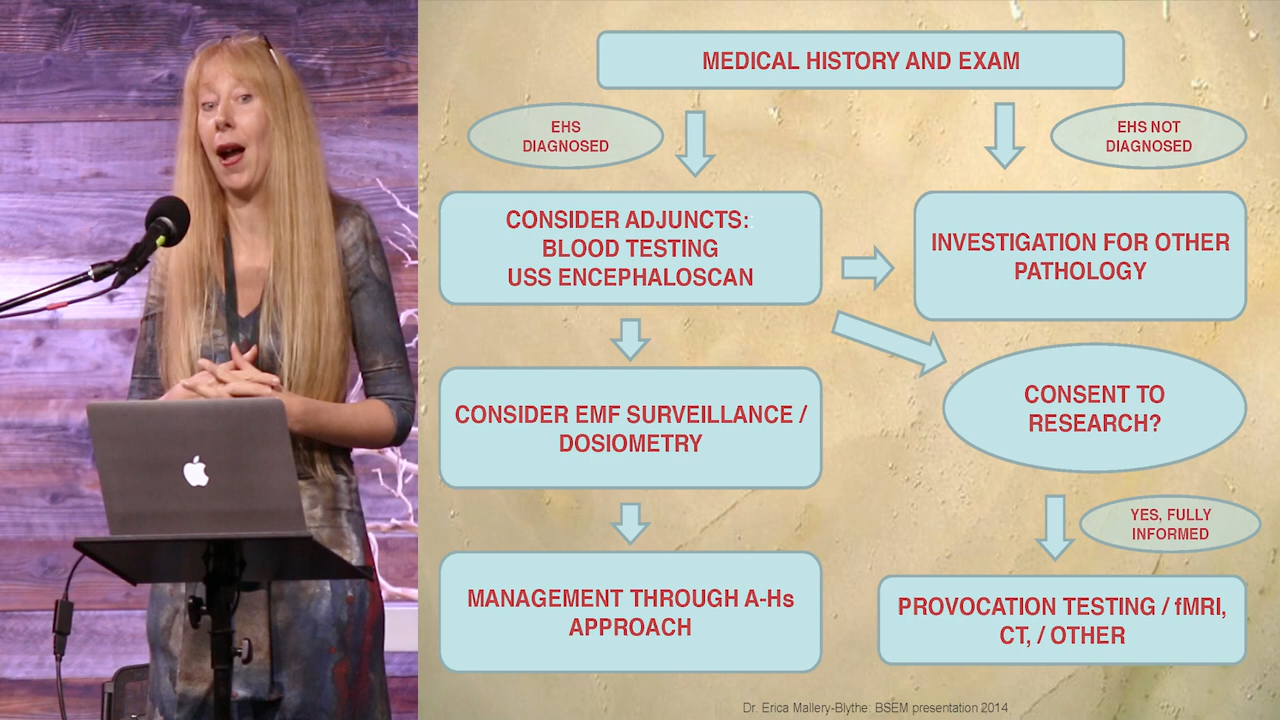 MEDICAL HISTORY AND EXAM
EHS
DIAGNOSED
EHS NOT
DIAGNOSED
CONSIDER ADJUNCTS:
BLOOD TESTING
USS ENCEPHALOSCAN
INVESTIGATION FOR OTHER
PATHOLOGY
CONSIDER EMF SURVEILLANCE /
DOSIOMETRY
CONSENT TO
RESEARCH?
YES, FULLY
INFORMED
MANAGEMENT THROUGH A-Hs
APPROACH
PROVOCATION TESTING / fMRI,
CT, / OTHER
Dr. Erica Mallery-Blythe: BSEM presentation 2014